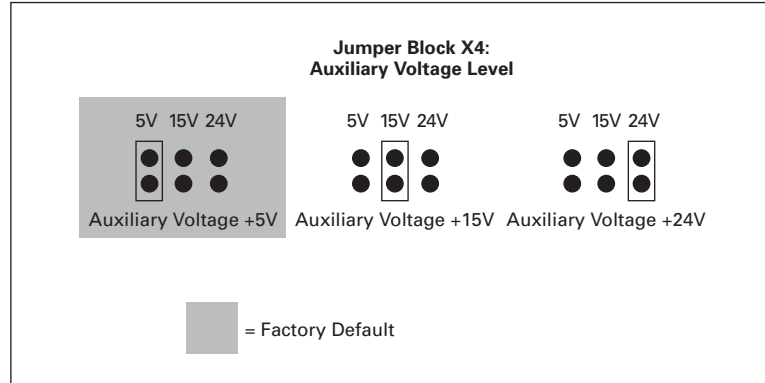 Jumper Block X4:
Auxiliary Voltage Level
5V 15V 24V
Auxiliary Voltage +5V
5V 15V 24V
Auxiliary Voltage +15V
5V 15V 24V
Auxiliary Voltage +24V
= Factory Default